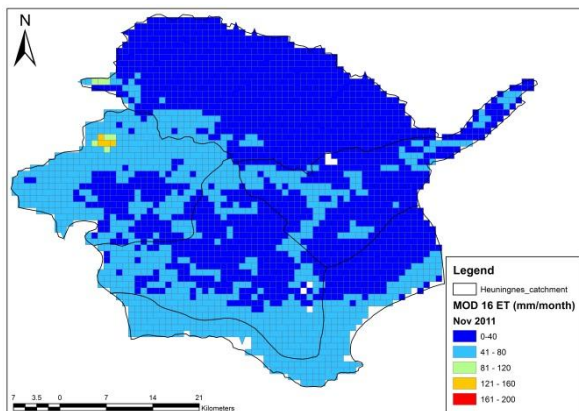 N
Legend
Heuningnes_catchment
MOD 16 ET (mm/month)
Nov 2011
0-40
41 - 80
81 - 120
121 - 160
161 - 200
7 3.5 0 7 14 21
Kilometers